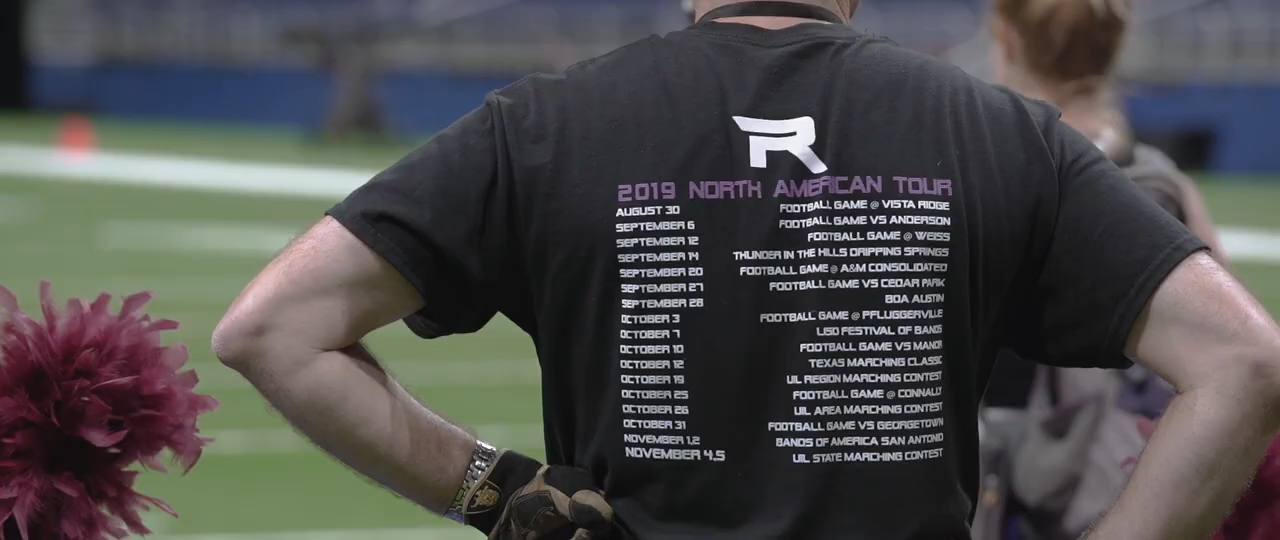 R
2019 NORTH AMERICAN TOUR
AUGUST 30 FOOTBALL GAME @ VISTA RIDGE
SEPTEMBER 6 FOOTBALL GAME VS ANDERSON
SEPTEMBER 12 FOOTBALL GAME @ WEISS
SEPTEMBER 14 THUNDER IN THE HILLS DRIPPING SPRINGS
SEPTEMBER 20 FOOTBALL GAME @ A&M CONSOLIDATED
SEPTEMBER 27 FOOTBALL GAME VS CEDAR PARK
SEPTEMBER 28 BOA AUSTIN
OCTOBER 3 FOOTBALL GAME @ PFLUGGERVILLE
OCTOBER 7 LISD FESTIVAL OF BANDS
OCTOBER 10 FOOTBALL GAME VS MANOR
OCTOBER 12 TEXAS MARCHING CLASSIC
OCTOBER 19 UIL REGION MARCHING CONTEST
OCTOBER 25 FOOTBALL GAME @ CONNALLY
OCTOBER 26 UIL AREA MARCHING CONTEST
OCTOBER 31 FOOTBALL GAME VS GEORGETOWN
NOVEMBER 1,2 BANDS OF AMERICA SAN ANTONIO
NOVEMBER 4,5 UIL STATE MARCHING CONTEST